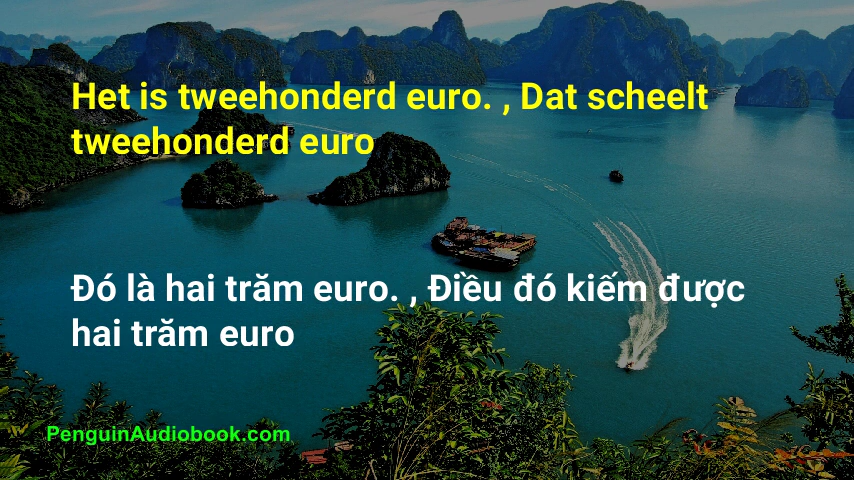 Het is tweehonderd euro. , Dat scheelt
tweehonderd euro
Đó là hai trăm euro. , Điều đó kiếm được
hai trăm euro
PenguinAudiobook.com